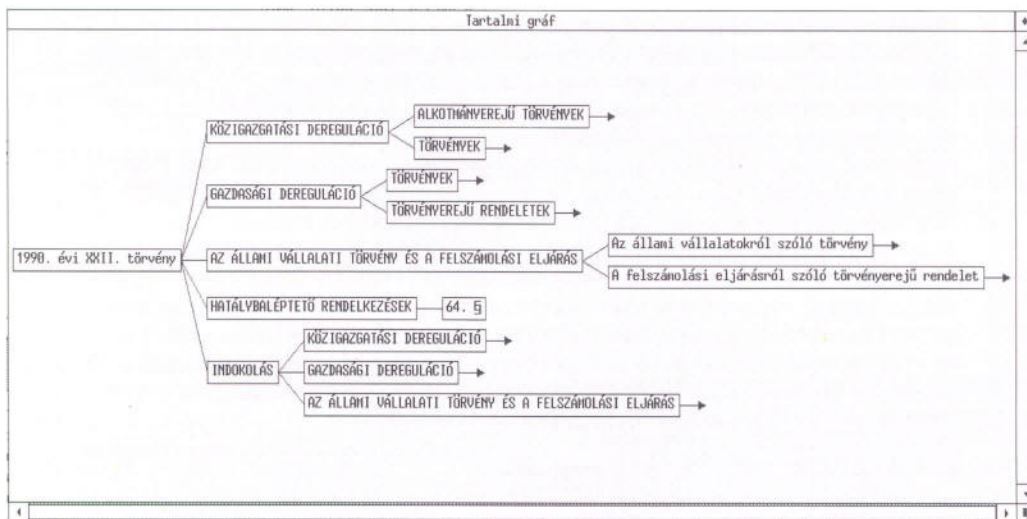 Tartalmi gráf
ALKOTMÁNYEREJŰ TÖRVÉNYEK
KÖZIGAZGATÁSI DEREGULÁCIÓ
TÖRVÉNYEK
TÖRVÉNYEK
GAZDASÁGI DEREGULÁCIÓ
TÖRVÉNYEREJŰ RENDELETEK
Az állami vállalatokról szóló törvény
1990. évi XXII. törvény
AZ ÁLLAMI VÁLLALATI TÖRVÉNY ÉS A FELSZÁMOLÁSI ELJÁRÁS
A felszámolási eljárásról szóló törvényerejű rendelet
HATÁLYBALÉPTETŐ RENDELKEZÉSEK
64. §
KÖZIGAZGATÁSI DEREGULÁCIÓ
INDOKOLÁS
GAZDASÁGI DEREGULÁCIÓ
AZ ÁLLAMI VÁLLALATI TÖRVÉNY ÉS A FELSZÁMOLÁSI ELJÁRÁS